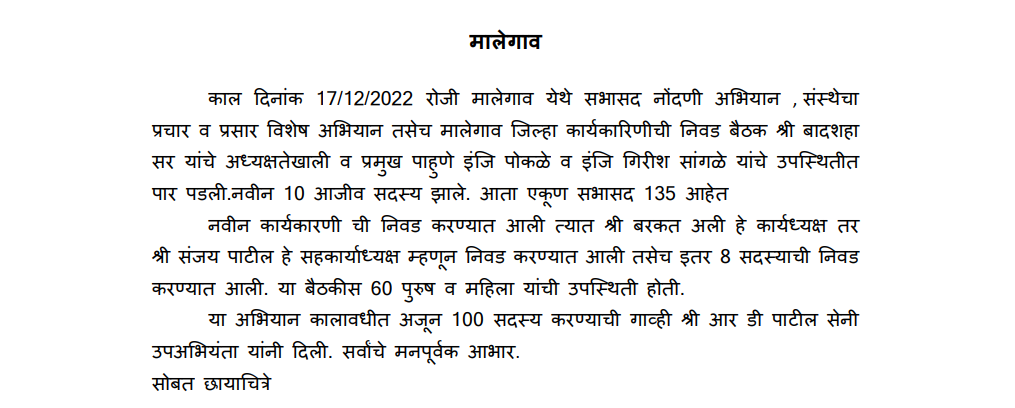 मालेगाव
काल दिनांक 17/12/2022 रोजी मालेगाव येथे सभासद नोंदणी अभियान , संस्थेचा
प्रचार व प्रसार विशेष अभियान तसेच मालेगाव जिल्हा कार्यकारिणीची निवड बैठक श्री बादशहा
सर यांचे अध्यक्षतेखाली व प्रमुख पाहुणे इंजि पोकळे व इंजि गिरीश सांगळे यांचे उपस्थितीत
पार पडली.नवीन 10 आजीव सदस्य झाले. आता एकूण सभासद 135 आहेत
नवीन कार्यकारणी ची निवड करण्यात आली त्यात श्री बरकत अली हे कार्यध्यक्ष तर
श्री संजय पाटील हे सहकार्याध्यक्ष म्हणून निवड करण्यात आली तसेच इतर 8 सदस्याची निवड
करण्यात आली. या बैठकीस 60 पुरुष व महिला यांची उपस्थिती होती.
या अभियान कालावधीत अजून 100 सदस्य करण्याची गाव्ही श्री आर डी पाटील सेनी
उपअभियंता यांनी दिली. सर्वांचे मनपूर्वक आभार.
सोबत छायाचित्रे